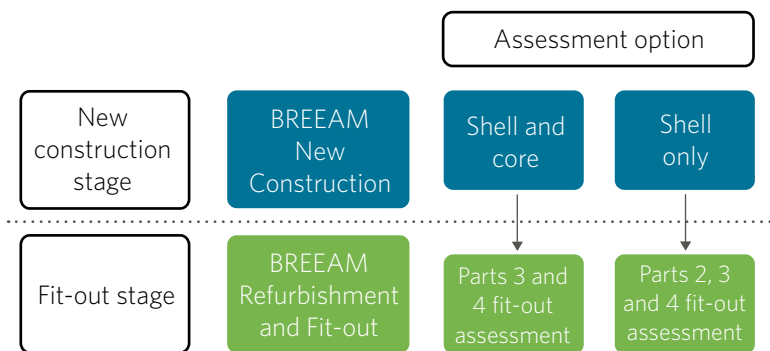 Assessment option
New
construction
stage
BREEAM
New
Construction
Shell and
core
Shell
only
Fit-out stage
BREEAM
Refurbishment
and Fit-out
Parts 3 and
4 fit-out
assessment
Parts 2, 3
and 4 fit-out
assessment